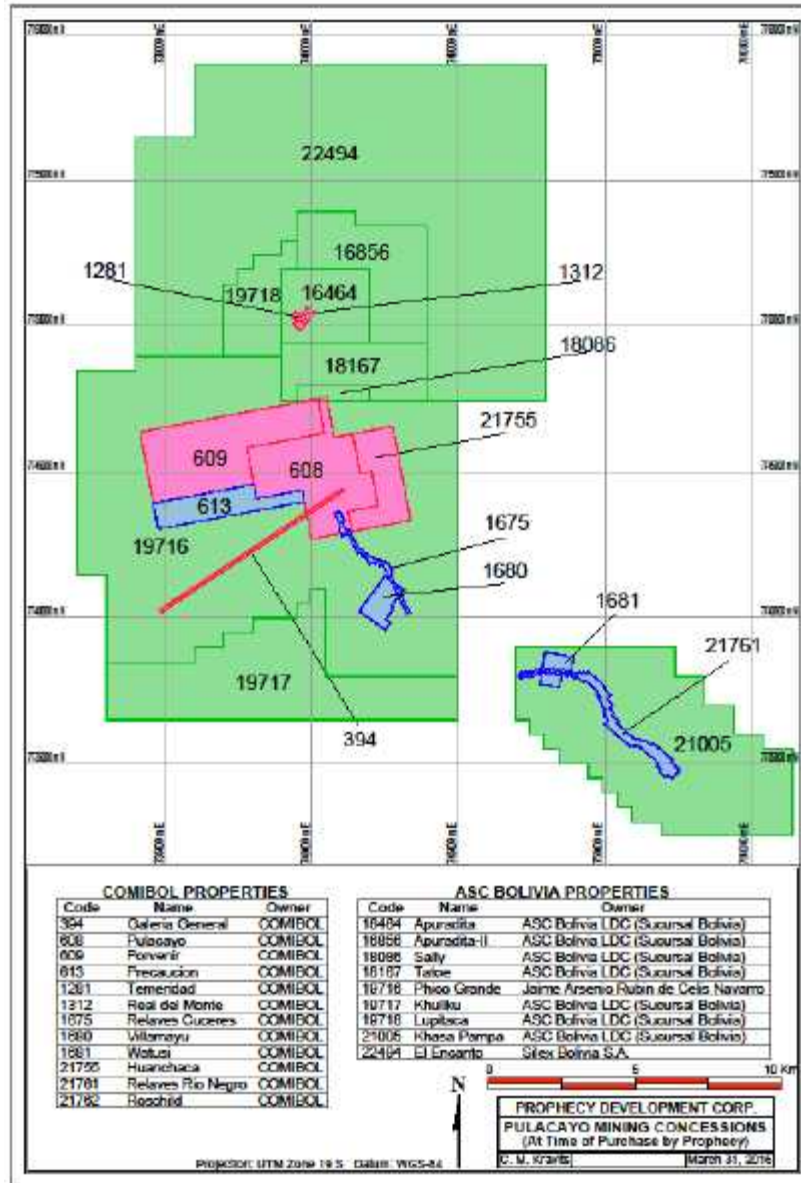 22494
16856
1281
1312
19718
16464
18086
18167
21755
609
608
613
1675
19716
1680
1681
21761
19717
394
21005
COMIBOL PROPERTIES
Code Name Owner
394 Galeria General COMIBOL
608 Pulacayo COMIBOL
609 Porvenir COMIBOL
613 Precaucion COMIBOL
1281 Temeridad COMIBOL
1312 Real del Monte COMIBOL
1675 Relaves COMIBOL
1680 Villamayu COMIBOL
1681 COMIBOL
21755 Huanchaca COMIBOL
21761 Relaves Rio Negro COMIBOL
21762 Roschild COMIBOL
ASC BOLIVIA PROPERTIES
Code Name Owner
16464 Apuradita ASC Bolivia LDC (Sucursal Bolivia)
16856 Apuradita-II ASC Bolivia LDC (Sucursal Bolivia)
18086 Sally ASC Bolivia LDC (Sucursal Bolivia)
18167 ASC Bolivia LDC (Sucursal Bolivia)
19716 Grande Jaime Arsenio Rubin de Celis Navarro
19717 Khuliku ASC Bolivia LDC (Sucursal Bolivia)
19718 ASC Bolivia LDC (Sucursal Bolivia)
21005 Khasa Pampa ASC Bolivia LDC (Sucursal Bolivia)
22494 El Encanto Silex Bolivia S.A.
0 5 10 Km
N
PROPHECY DEVELOPMENT CORP.
PULACAYO MINING CONCESSIONS
(At Time of Purchase by Prophecy)
C. M. Kravits March 31, 2016
Projection: UTM Zone 19 S Datum: WGS-84